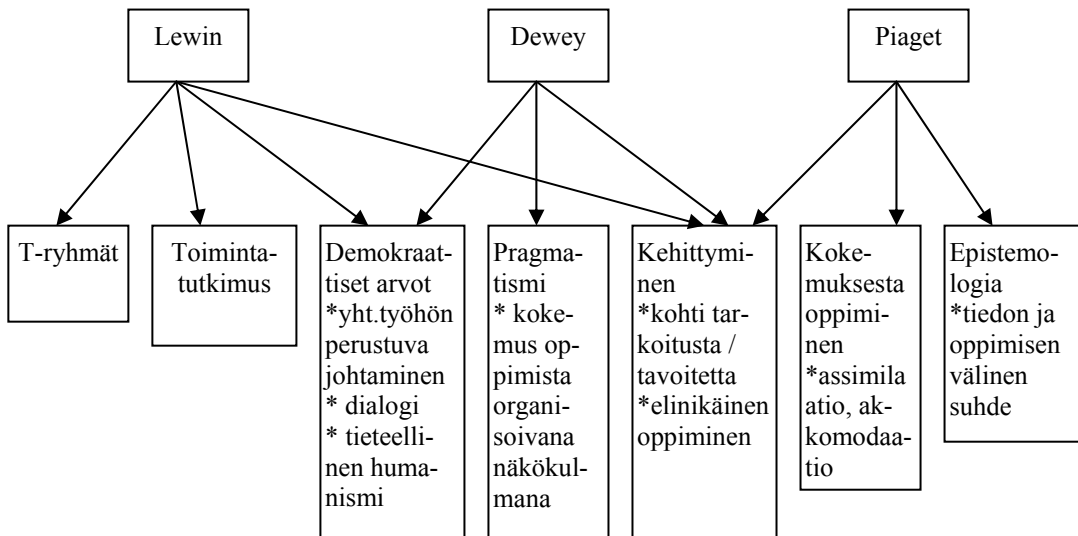 Lewin
Dewey
Piaget
T-ryhmät
Toiminta-
tutkimus
Demokraat-
tiset arvot
*yht.työhön
perustuva
johtaminen
* dialogi
* tieteelli-
nen huma-
nismi
Pragma-
tismi
* koke-
mus op-
pimista
organi-
soivana
näkökul-
mana
Kehittymi-
nen
*kohti tar-
koitusta /
tavoitetta
*elinikäinen
oppiminen
Koke-
muksesta
oppimi-
nen
*assimila
atio, ak-
komodaa-
tio
Epistemo-
logia
*tiedon ja
oppimisen
välinen
suhde